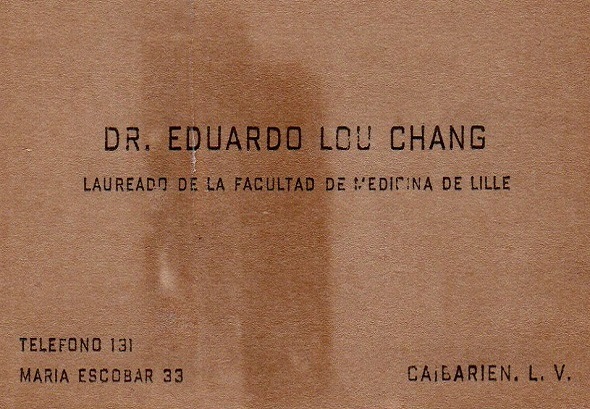 DR. EDUARDO LOU CHANG
LAUREADO DE LA FACULTAD DE MEDICINA DE LILLE
TELEFONO 131
MARIA ESCOBAR 33
CAIBARIEN. L. V.